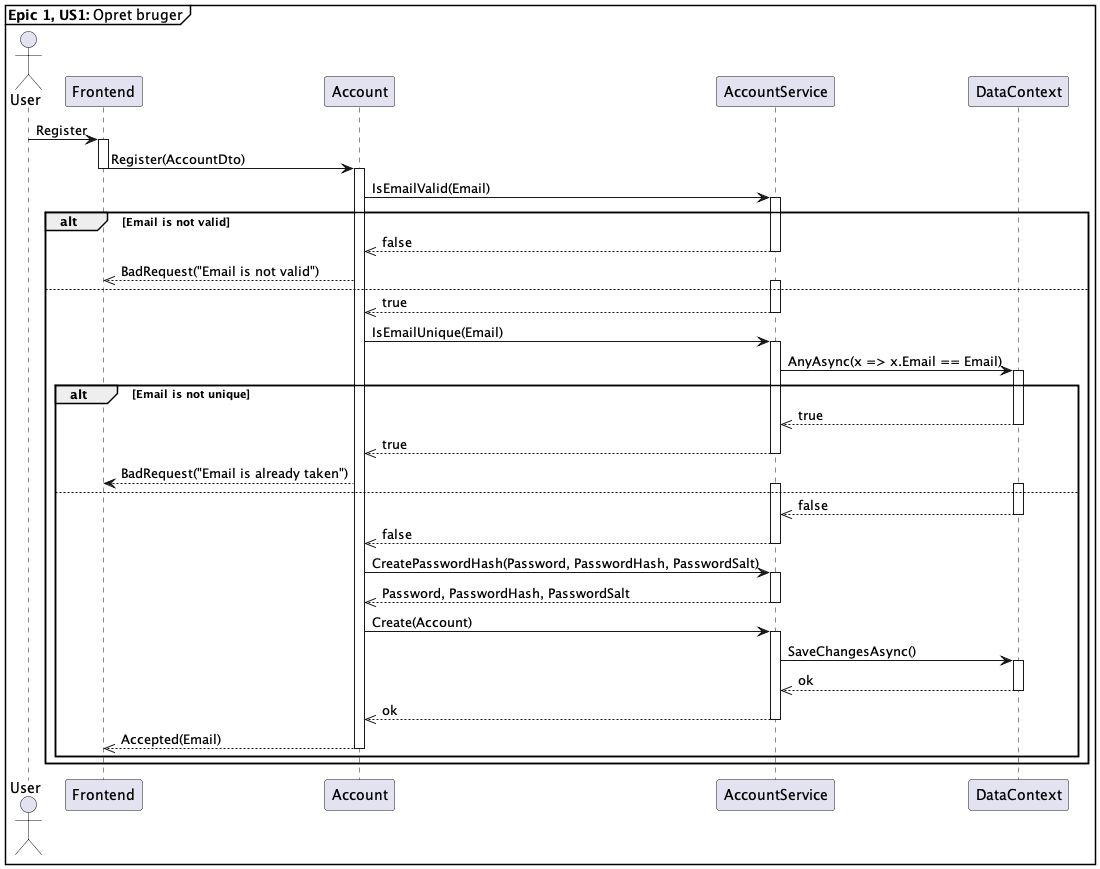 Epic 1, US1: Opret bruger
User
Frontend
Account
AccountService
DataContext
Register
Register(AccountDto)
IsEmailValid(Email)
alt
[Email is not valid]
false
BadRequest("Email is not valid")
true
IsEmailUnique(Email)
AnyAsync(x => x.Email == Email)
alt
[Email is not unique]
true
true
BadRequest("Email is already taken")
false
false
CreatePasswordHash(Password, PasswordHash, PasswordSalt)
Password, PasswordHash, PasswordSalt
Create(Account)
SaveChangesAsync()
ok
ok
Accepted(Email)
User
Frontend
Account
AccountService
DataContext